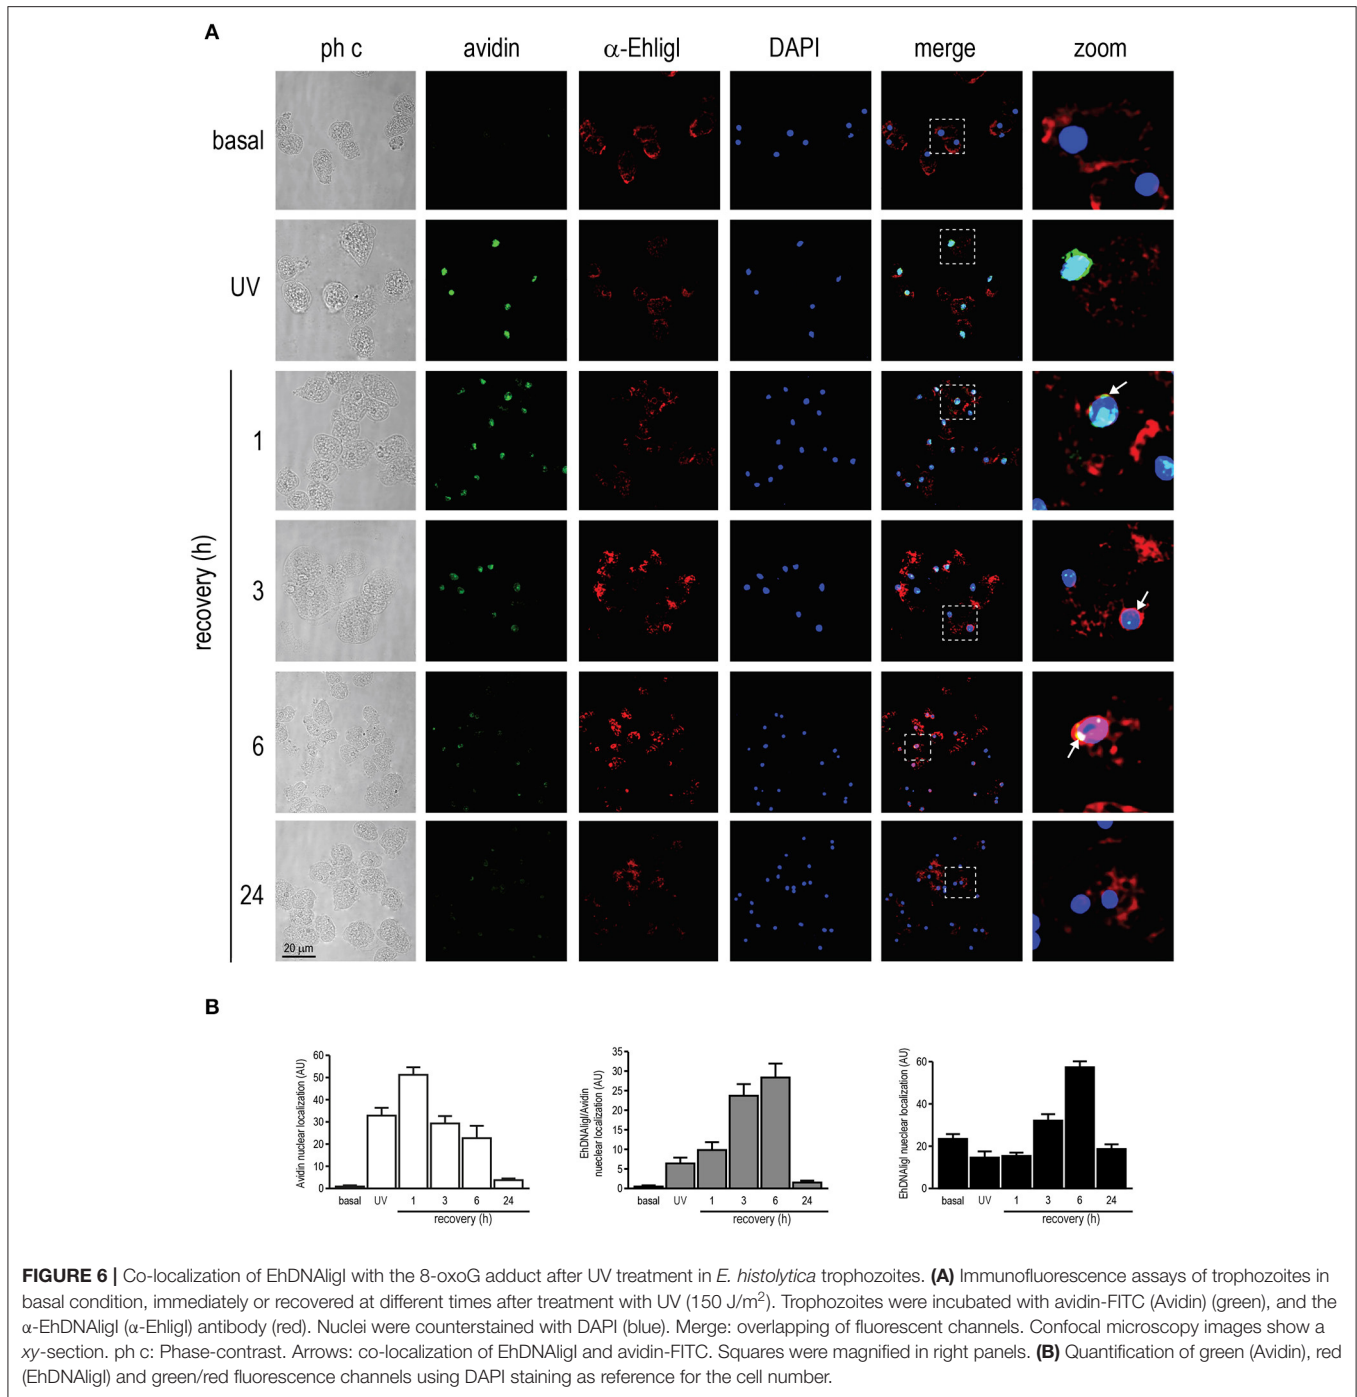 A
ph c avidin α-EhligI DAPI merge zoom
basal
UV
recovery (h)
1
3
6
24
20 µm
B
Avidin nuclear localization (AU)
60
50
40
30
20
10
0
basal UV 1 3 6 24
recovery (h)
EhDNAligI/Avidin
nueclear localization (AU)
35
30
25
20
15
10
5
0
basal UV 1 3 6 24
recovery (h)
EhDNAligI nueclear localization (AU)
60
40
20
0
basal UV 1 3 6 24
recovery (h)
FIGURE 6 | Co-localization of EhDNAligI with the 8-oxoG adduct after UV treatment in E. histolytica trophozoites. (A) Immunofluorescence assays of trophozoites in
basal condition, immediately or recovered at different times after treatment with UV (150 J/m²). Trophozoites were incubated with avidin-FITC (Avidin) (green), and the
α-EhDNAligI (α-EhligI) antibody (red). Nuclei were counterstained with DAPI (blue). Merge: overlapping of fluorescent channels. Confocal microscopy images show a
xy-section. ph c: Phase-contrast. Arrows: co-localization of EhDNAligI and avidin-FITC. Squares were magnified in right panels. (B) Quantification of green (Avidin), red
(EhDNAligI) and green/red fluorescence channels using DAPI staining as reference for the cell number.